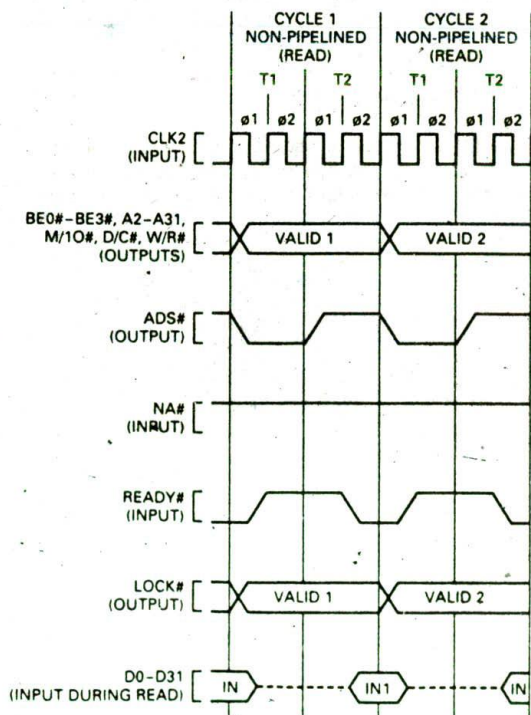 CYCLE 1 CYCLE 2
NON-PIPELINED NON-PIPELINED
(READ) (READ)
T1 T2 T1 T2
ø1 ø2 ø1 ø2 ø1 ø2 ø1 ø2
CLK2
(INPUT)
BE0#-BE3#, A2-A31,
M/1O#, D/C#, W/R#
(OUTPUTS)
VALID 1 VALID 2
ADS#
(OUTPUT)
NA#
(INPUT)
READY#
(INPUT)
LOCK#
(OUTPUT)
VALID 1 VALID 2
D0-D31
(INPUT DURING READ)
IN IN1 IN